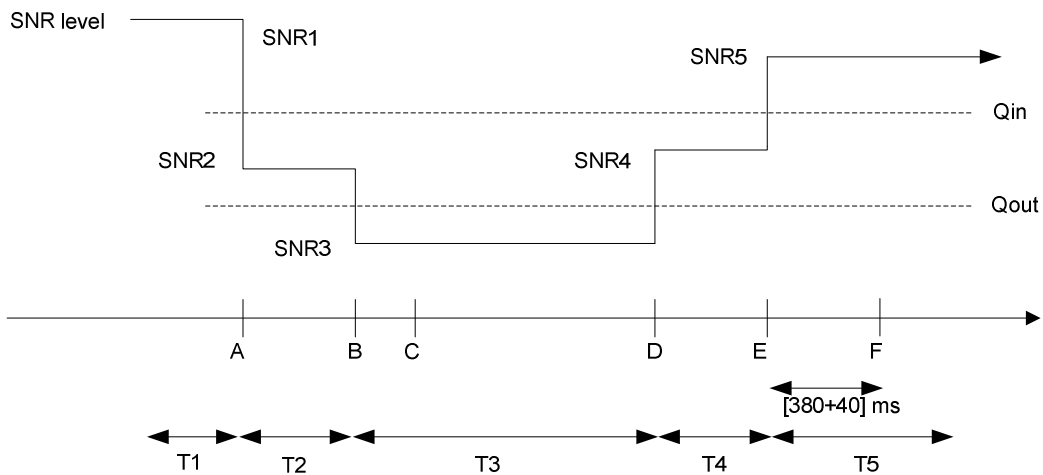 SNR level
SNR1
SNR5
Qin
SNR2
SNR4
Qout
SNR3
A
B
C
D
E
F
[380+40] ms
T1
T2
T3
T4
T5